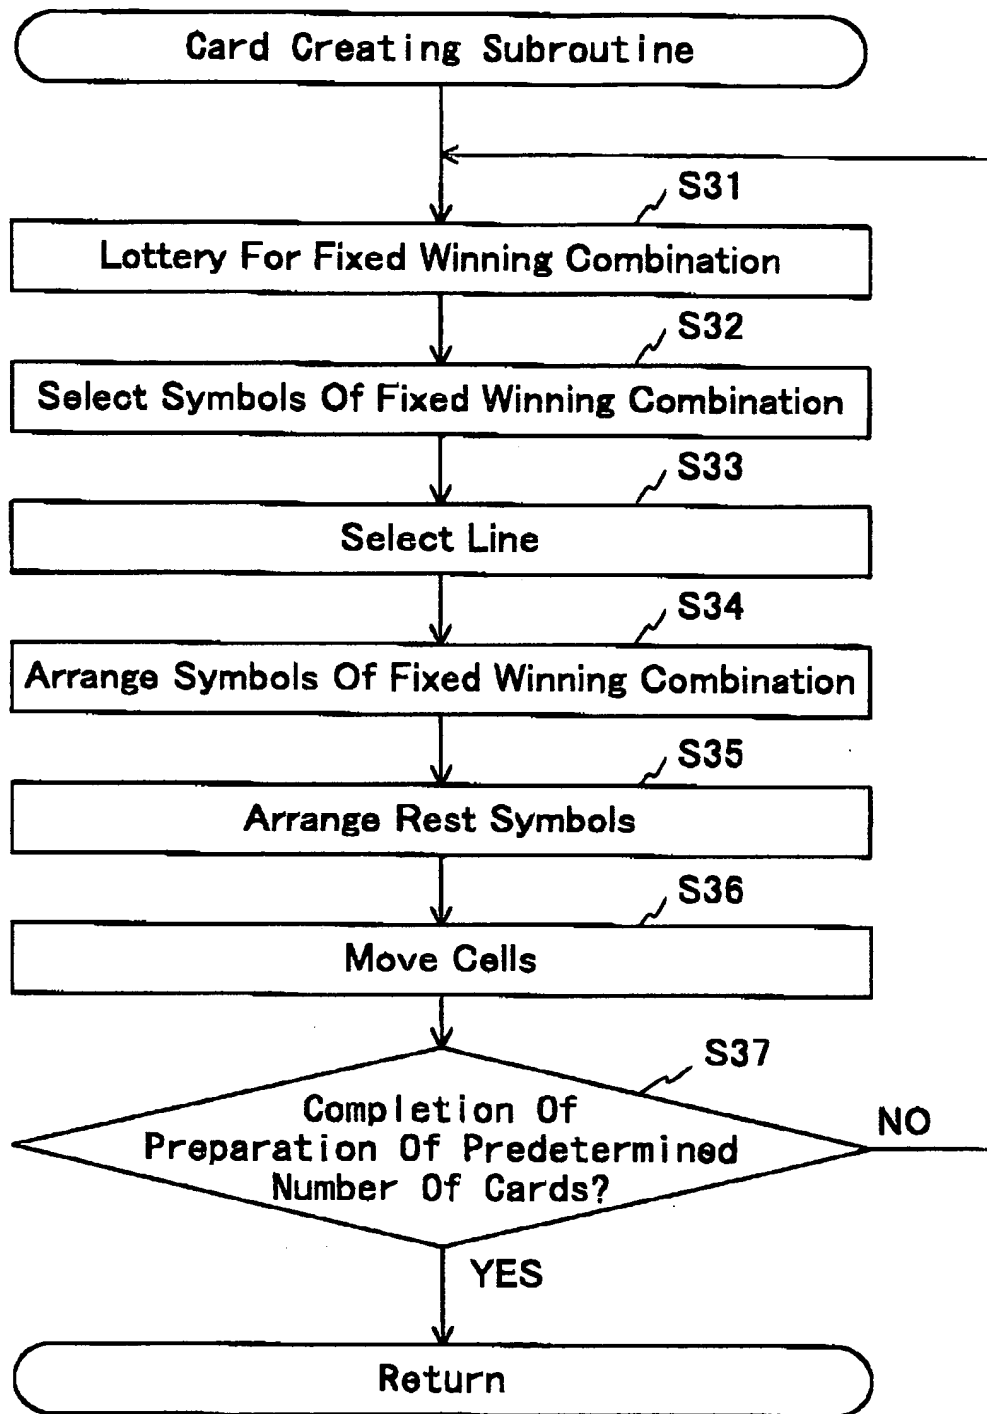 Card Creating Subroutine
S31
Lottery For Fixed Winning Combination
S32
Select Symbols Of Fixed Winning Combination
S33
Select Line
S34
Arrange Symbols Of Fixed Winning Combination
S35
Arrange Rest Symbols
S36
Move Cells
S37
Completion Of
Preparation Of Predetermined
Number Of Cards?
NO
YES
Return